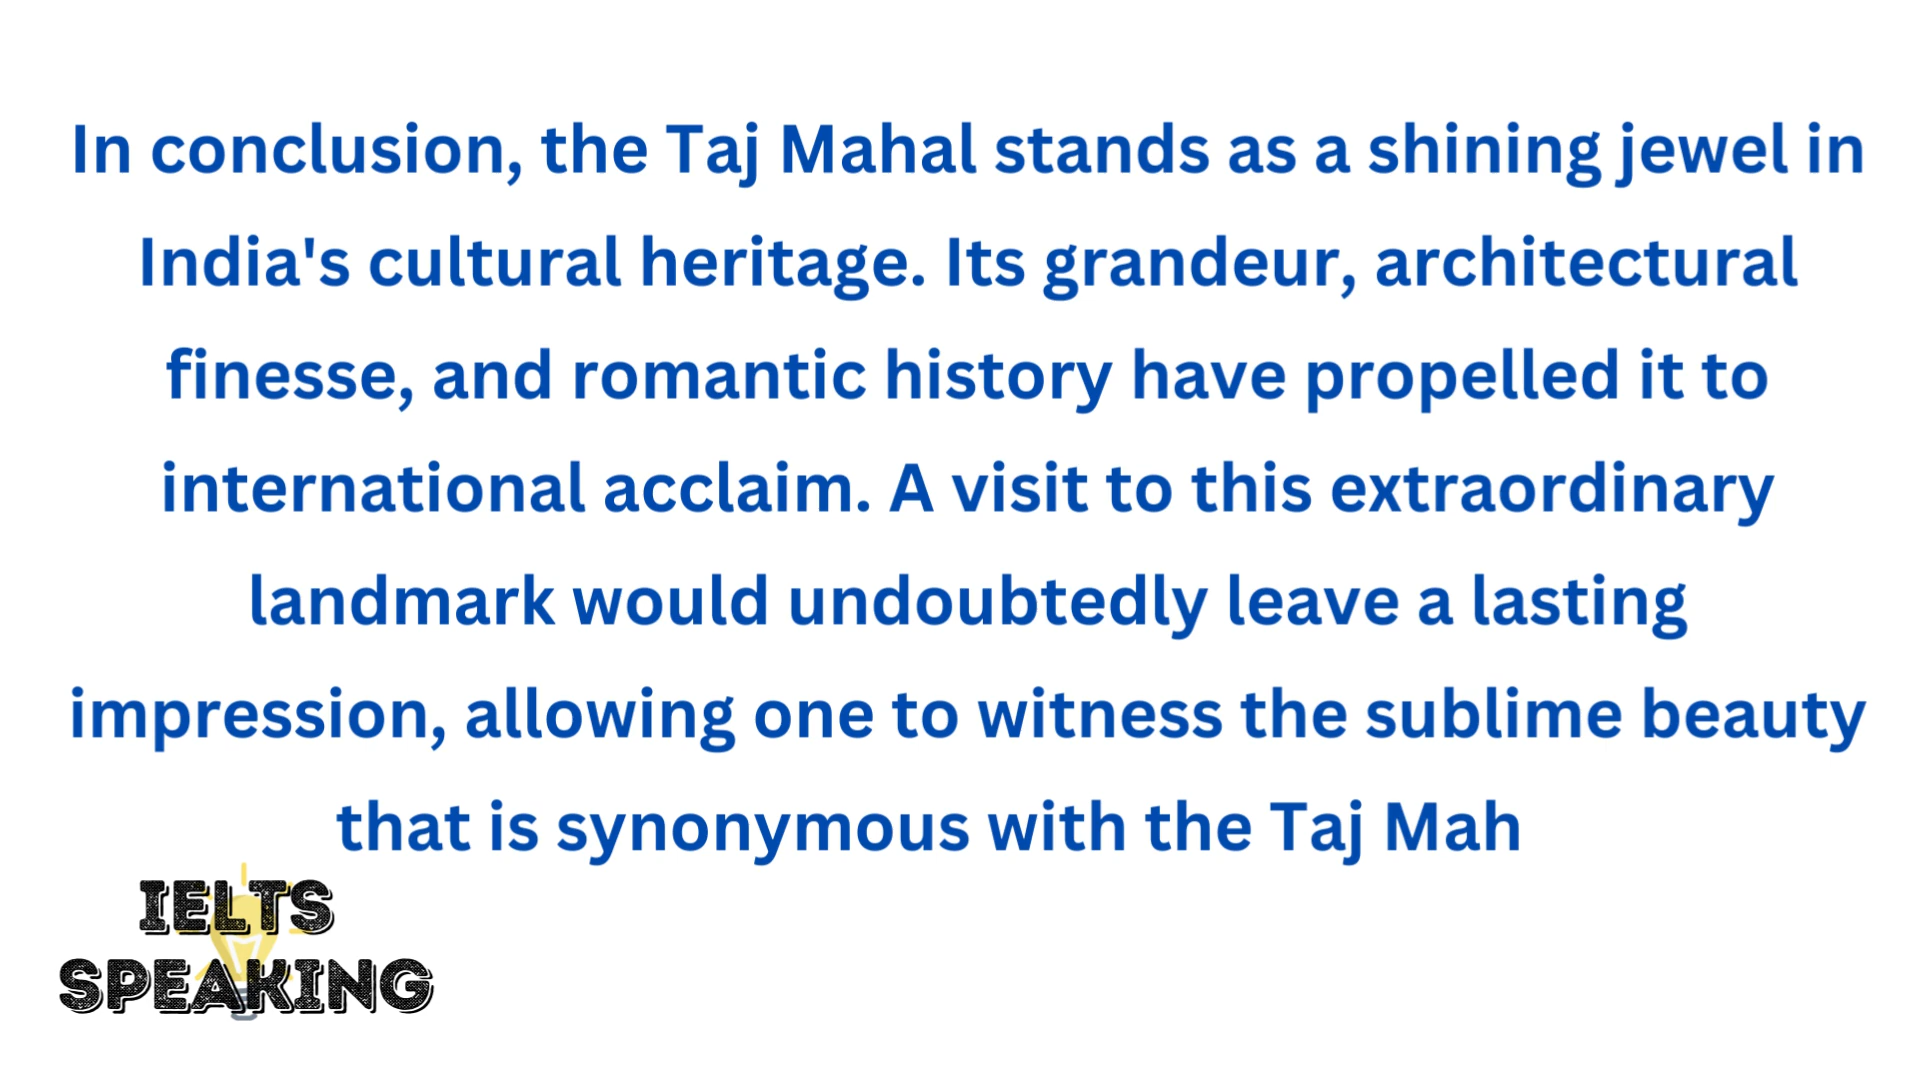 In conclusion, the Taj Mahal stands as a shining jewel in
India's cultural heritage. Its grandeur, architectural
finesse, and romantic history have propelled it to
international acclaim. A visit to this extraordinary
landmark would undoubtedly leave a lasting
impression, allowing one to witness the sublime beauty
that is synonymous with the Taj Mah
IELTS
SPEAKING